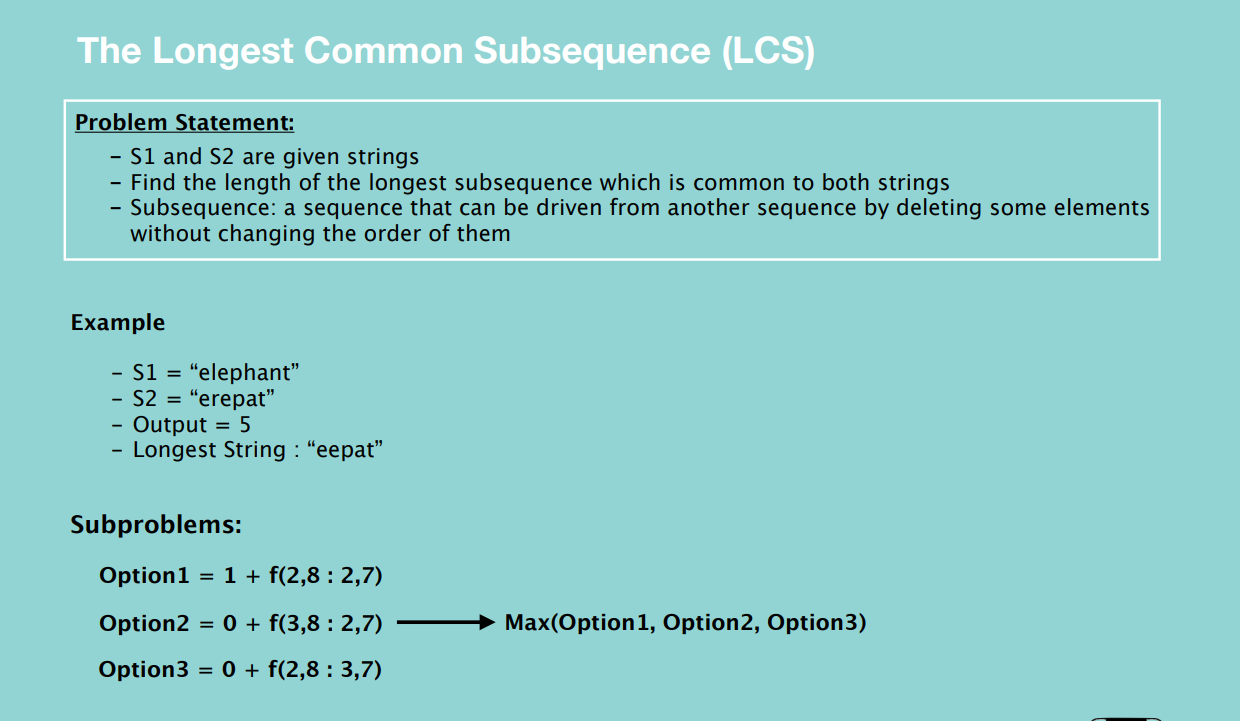 The Longest Common Subsequence (LCS)
Problem Statement:
– S1 and S2 are given strings
– Find the length of the longest subsequence which is common to both strings
– Subsequence: a sequence that can be driven from another sequence by deleting some elements
without changing the order of them
Example
– S1 = “elephant”
– S2 = “erepat”
– Output = 5
– Longest String : “eepat”
Subproblems:
Option1 = 1 + f(2,8 : 2,7)
Option2 = 0 + f(3,8 : 2,7) Max(Option1, Option2, Option3)
Option3 = 0 + f(2,8 : 3,7)